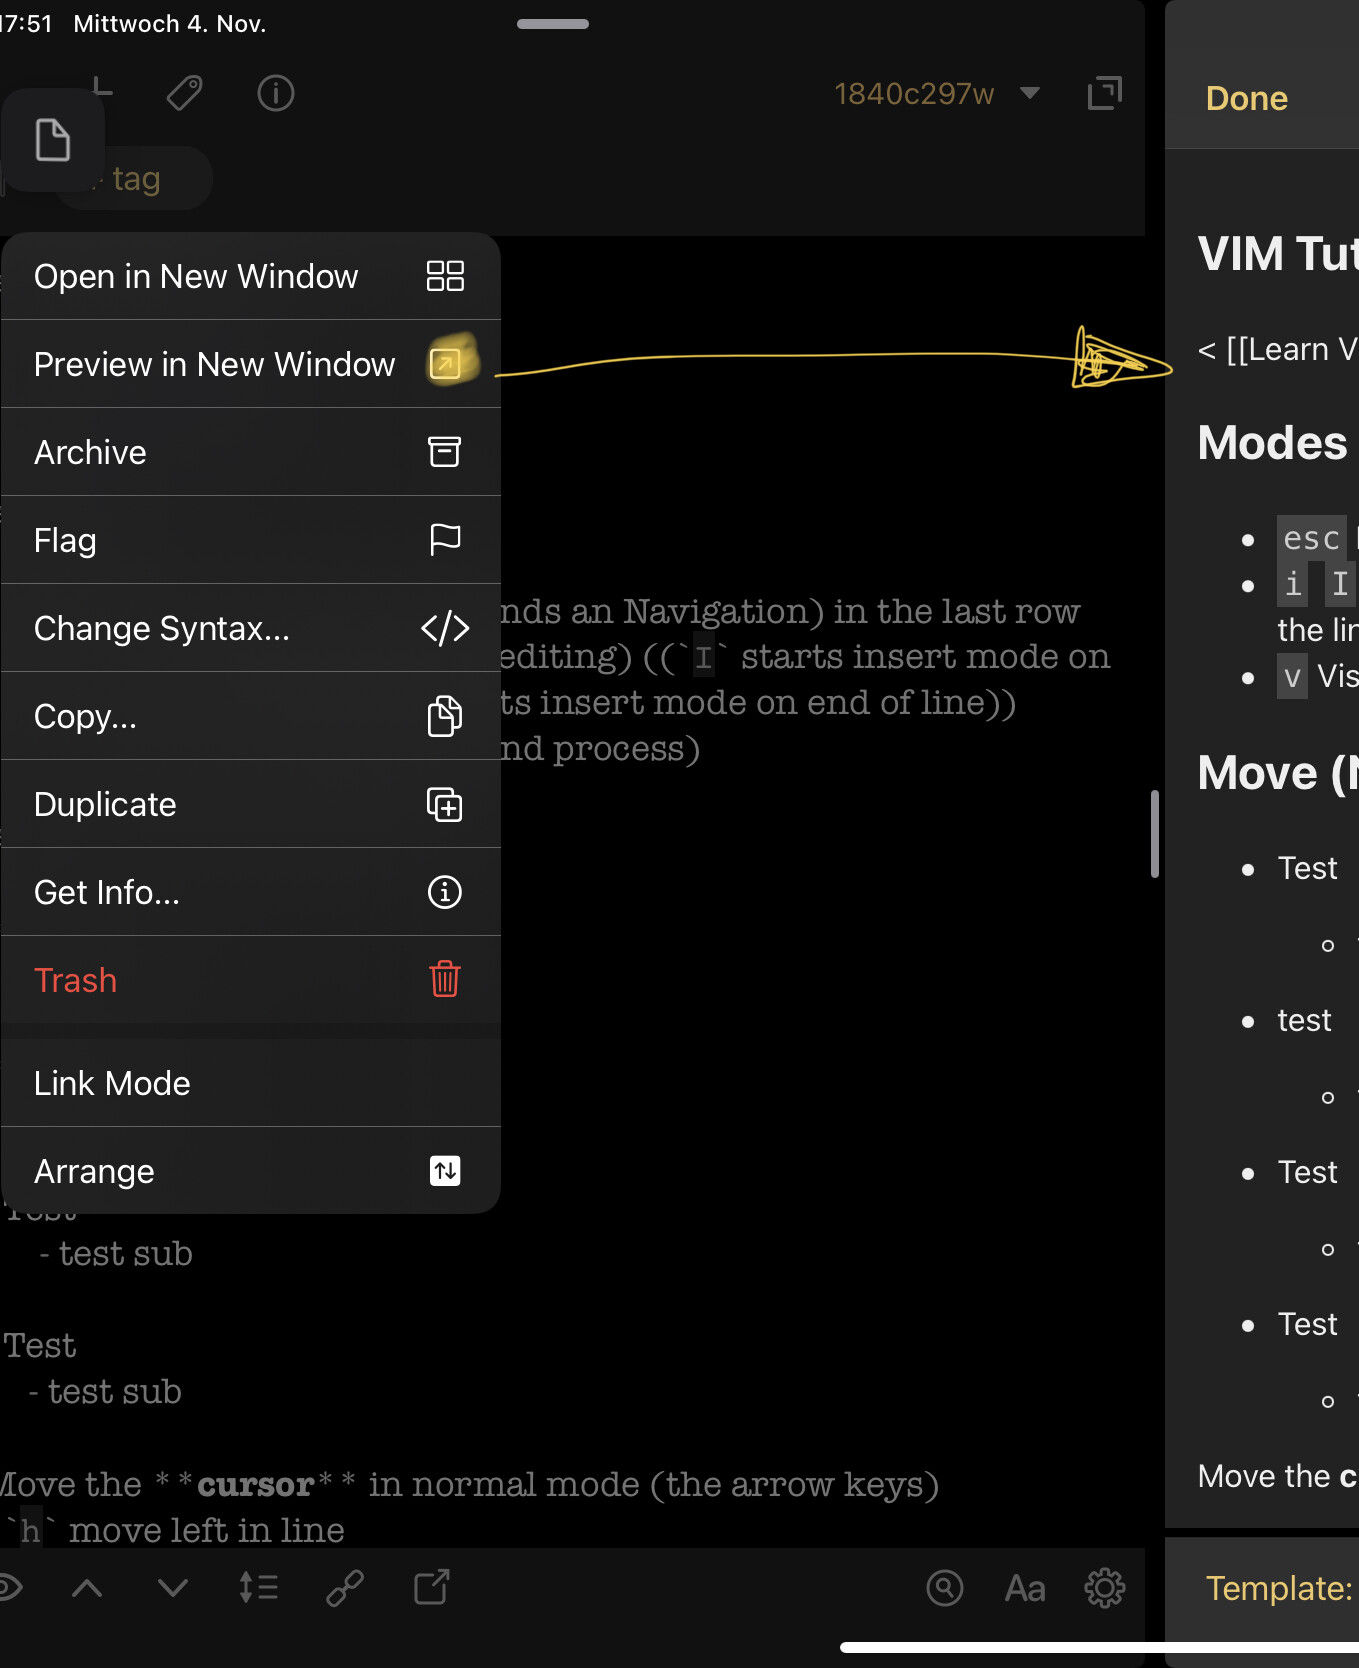 17:51 Mittwoch 4. Nov.
1840c297w
Done
tag
Open in New Window
Preview in New Window
Archive
Flag
Change Syntax...
Copy...
Duplicate
Get Info...
Trash
Link Mode
Arrange
nds an Navigation) in the last row
editing) ((`I` starts insert mode on
ts insert mode on end of line))
nd process)
Test
- test sub
Test
- test sub
Move the **cursor** in normal mode (the arrow keys)
`h` move left in line
Aa
VIM Tut
< [[Learn V
Modes
esc
i I
the lin
v Vis
Move (N
Test
test
Test
Test
Move the c
Template: